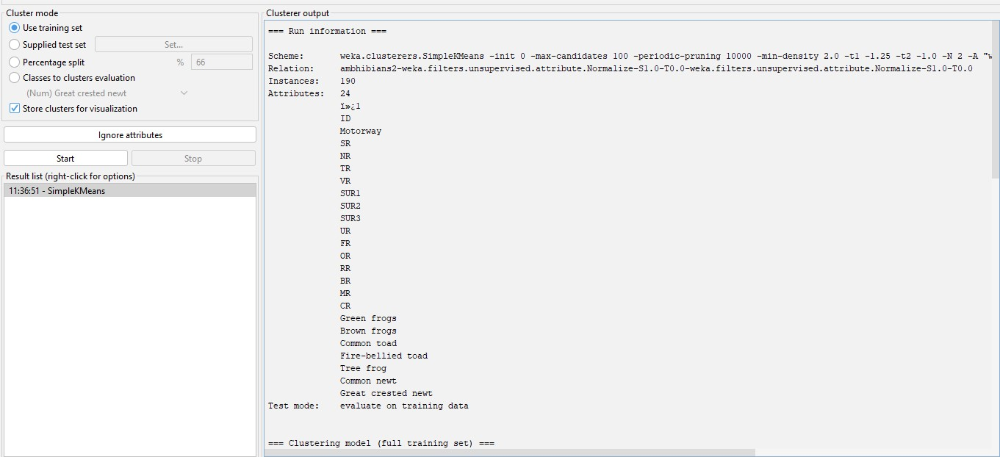 Cluster mode
Use training set
Supplied test set Set...
Percentage split % 66
Classes to clusters evaluation
(Num) Great crested newt
Store clusters for visualization
Ignore attributes
Start Stop
Result list (right-click for options)
11:36:51 - SimpleKMeans
Clusterer output
=== Run information ===
Scheme: weka.clusterers.SimpleKMeans -init 0 -max-candidates 100 -periodic-pruning 10000 -min-density 2.0 -t1 -1.25 -t2 -1.0 -N 2 -A "w
Relation: ambhibians2-weka.filters.unsupervised.attribute.Normalize-S1.0-T0.0-weka.filters.unsupervised.attribute.Normalize-S1.0-T0.0
Instances: 190
Attributes: 24
ï»¿1
ID
Motorway
SR
NR
TR
VR
SUR1
SUR2
SUR3
UR
FR
OR
RR
BR
MR
CR
Green frogs
Brown frogs
Common toad
Fire-bellied toad
Tree frog
Common newt
Great crested newt
Test mode: evaluate on training data
=== Clustering model (full training set) ===